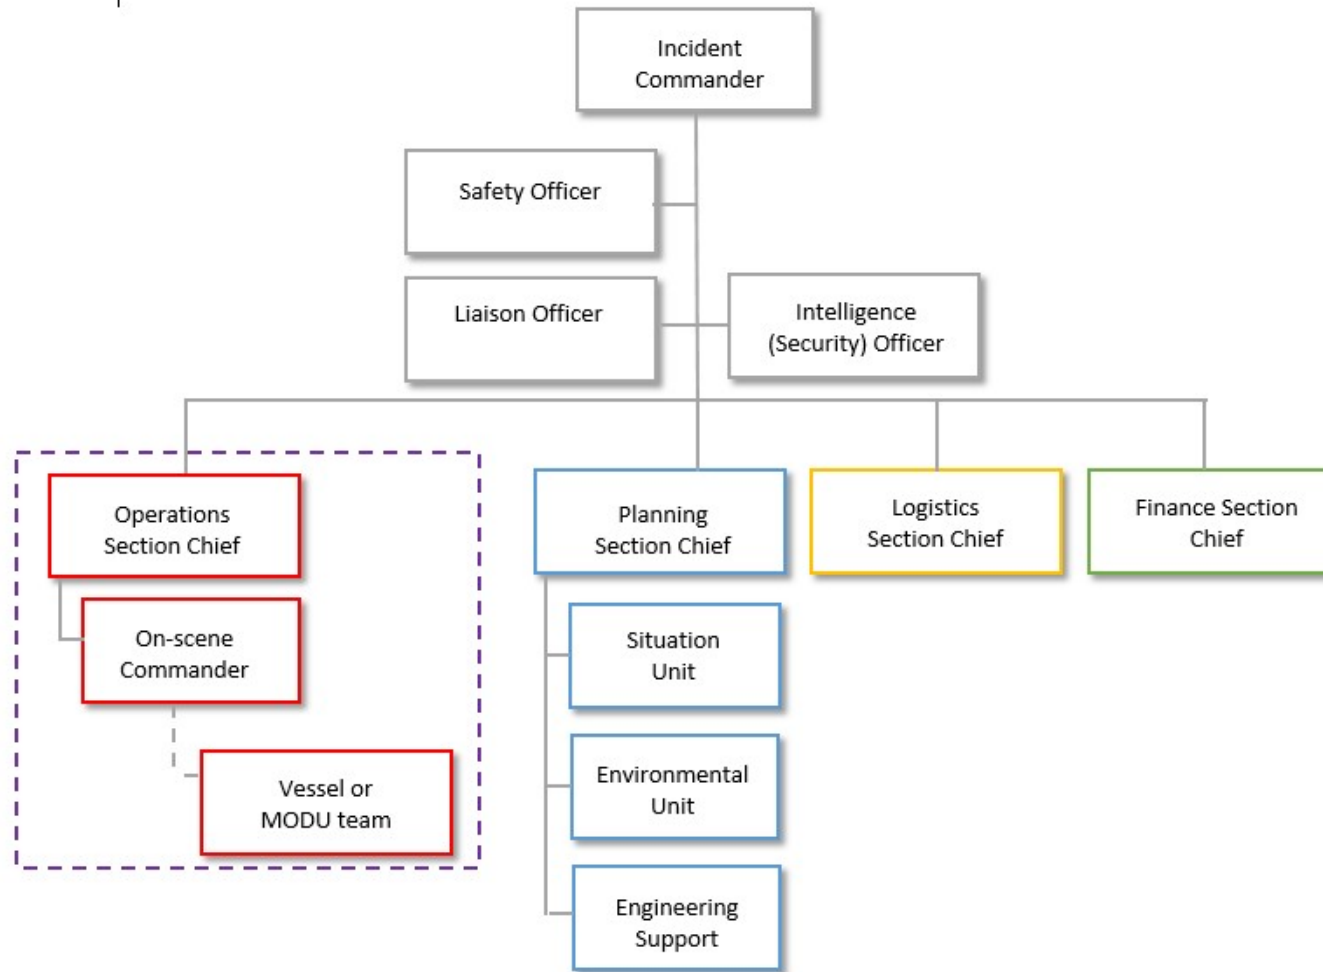 Incident
Commander
Safety Officer
Liaison Officer
Intelligence
(Security) Officer
Operations
Section Chief
Planning
Section Chief
Logistics
Section Chief
Finance Section
Chief
On-scene
Commander
Situation
Unit
Vessel or
MODU team
Environmental
Unit
Engineering
Support